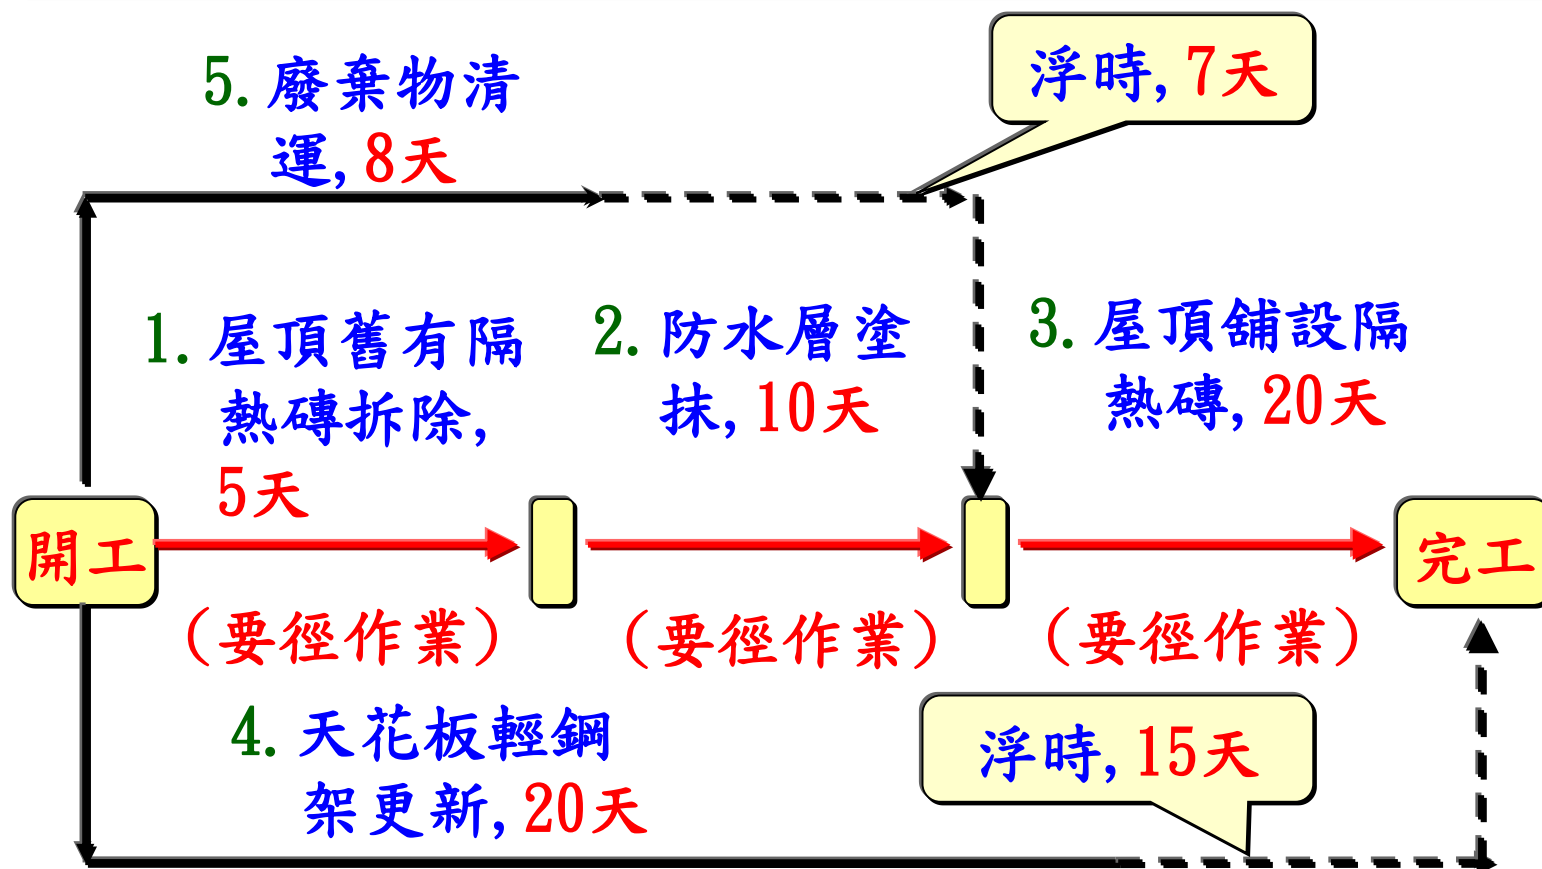 5.廢棄物清
運,8天
浮時,7天
1.屋頂舊有隔
熱磚拆除,
5天
2.防水層塗
抹,10天
3.屋頂舖設隔
熱磚,20天
開工
完工
(要徑作業)
(要徑作業)
(要徑作業)
4.天花板輕鋼
架更新,20天
浮時,15天